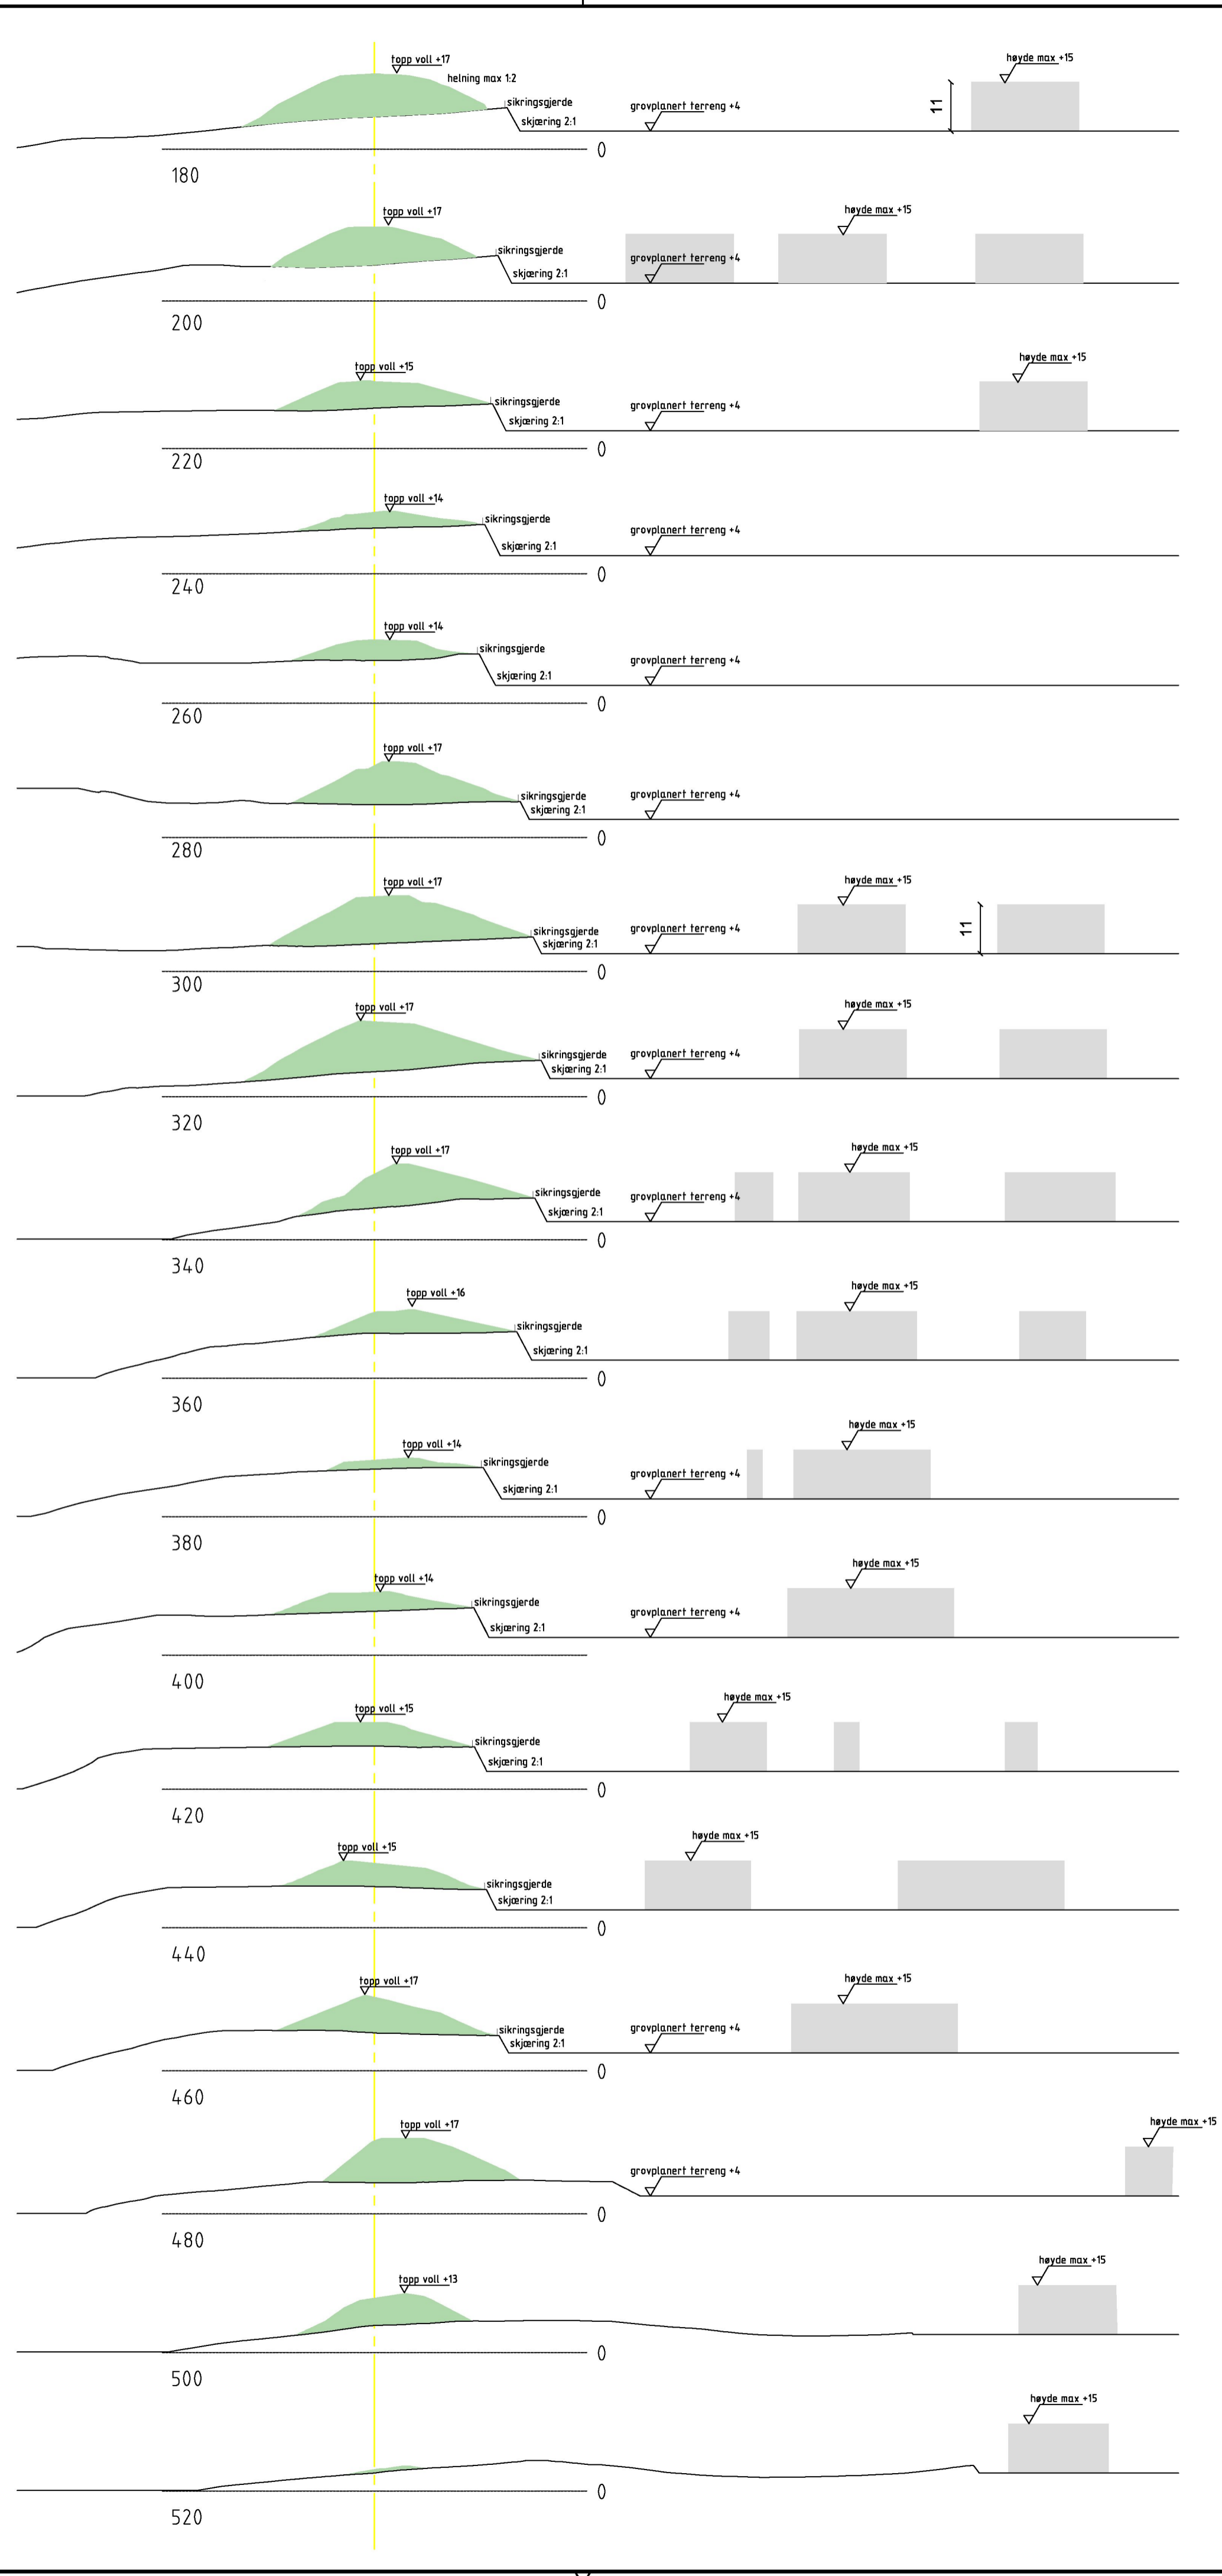 topp voll +17
helning max 1:2
sikringsgjerde
skjæring 2:1
grovplanert terreng +4
11
høyde max +15
0
180
topp voll +17
sikringsgjerde
skjæring 2:1
grovplanert terreng +4
høyde max +15
0
200
topp voll +15
sikringsgjerde
skjæring 2:1
grovplanert terreng +4
høyde max +15
0
220
topp voll +14
sikringsgjerde
skjæring 2:1
grovplanert terreng +4
0
240
topp voll +14
sikringsgjerde
skjæring 2:1
grovplanert terreng +4
0
260
topp voll +17
sikringsgjerde
skjæring 2:1
grovplanert terreng +4
0
280
topp voll +17
sikringsgjerde
skjæring 2:1
grovplanert terreng +4
høyde max +15
11
0
300
topp voll +17
sikringsgjerde
skjæring 2:1
grovplanert terreng +4
høyde max +15
0
320
topp voll +17
sikringsgjerde
skjæring 2:1
grovplanert terreng +4
høyde max +15
0
340
topp voll +16
sikringsgjerde
skjæring 2:1
høyde max +15
0
360
topp voll +14
sikringsgjerde
skjæring 2:1
grovplanert terreng +4
høyde max +15
0
380
topp voll +14
sikringsgjerde
skjæring 2:1
grovplanert terreng +4
høyde max +15
400
topp voll +15
sikringsgjerde
skjæring 2:1
høyde max +15
0
420
topp voll +15
sikringsgjerde
skjæring 2:1
høyde max +15
0
440
topp voll +17
sikringsgjerde
skjæring 2:1
grovplanert terreng +4
høyde max +15
0
460
topp voll +17
grovplanert terreng +4
høyde max +15
0
480
topp voll +13
høyde max +15
0
500
høyde max +15
0
520